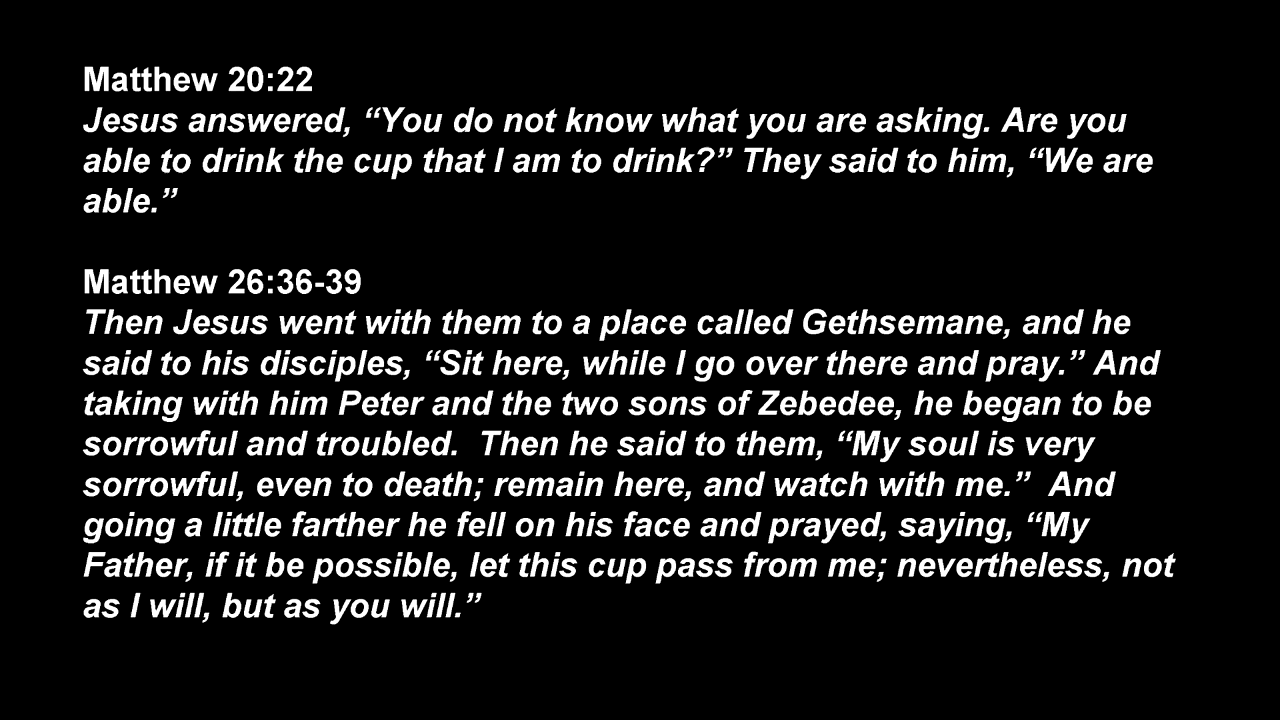 Matthew 20:22
Jesus answered, “You do not know what you are asking. Are you
able to drink the cup that I am to drink?” They said to him, “We are
able.”
Matthew 26:36-39
Then Jesus went with them to a place called Gethsemane, and he
said to his disciples, “Sit here, while I go over there and pray.” And
taking with him Peter and the two sons of Zebedee, he began to be
sorrowful and troubled.  Then he said to them, “My soul is very
sorrowful, even to death; remain here, and watch with me.”  And
going a little farther he fell on his face and prayed, saying, “My
Father, if it be possible, let this cup pass from me; nevertheless, not
as I will, but as you will.”